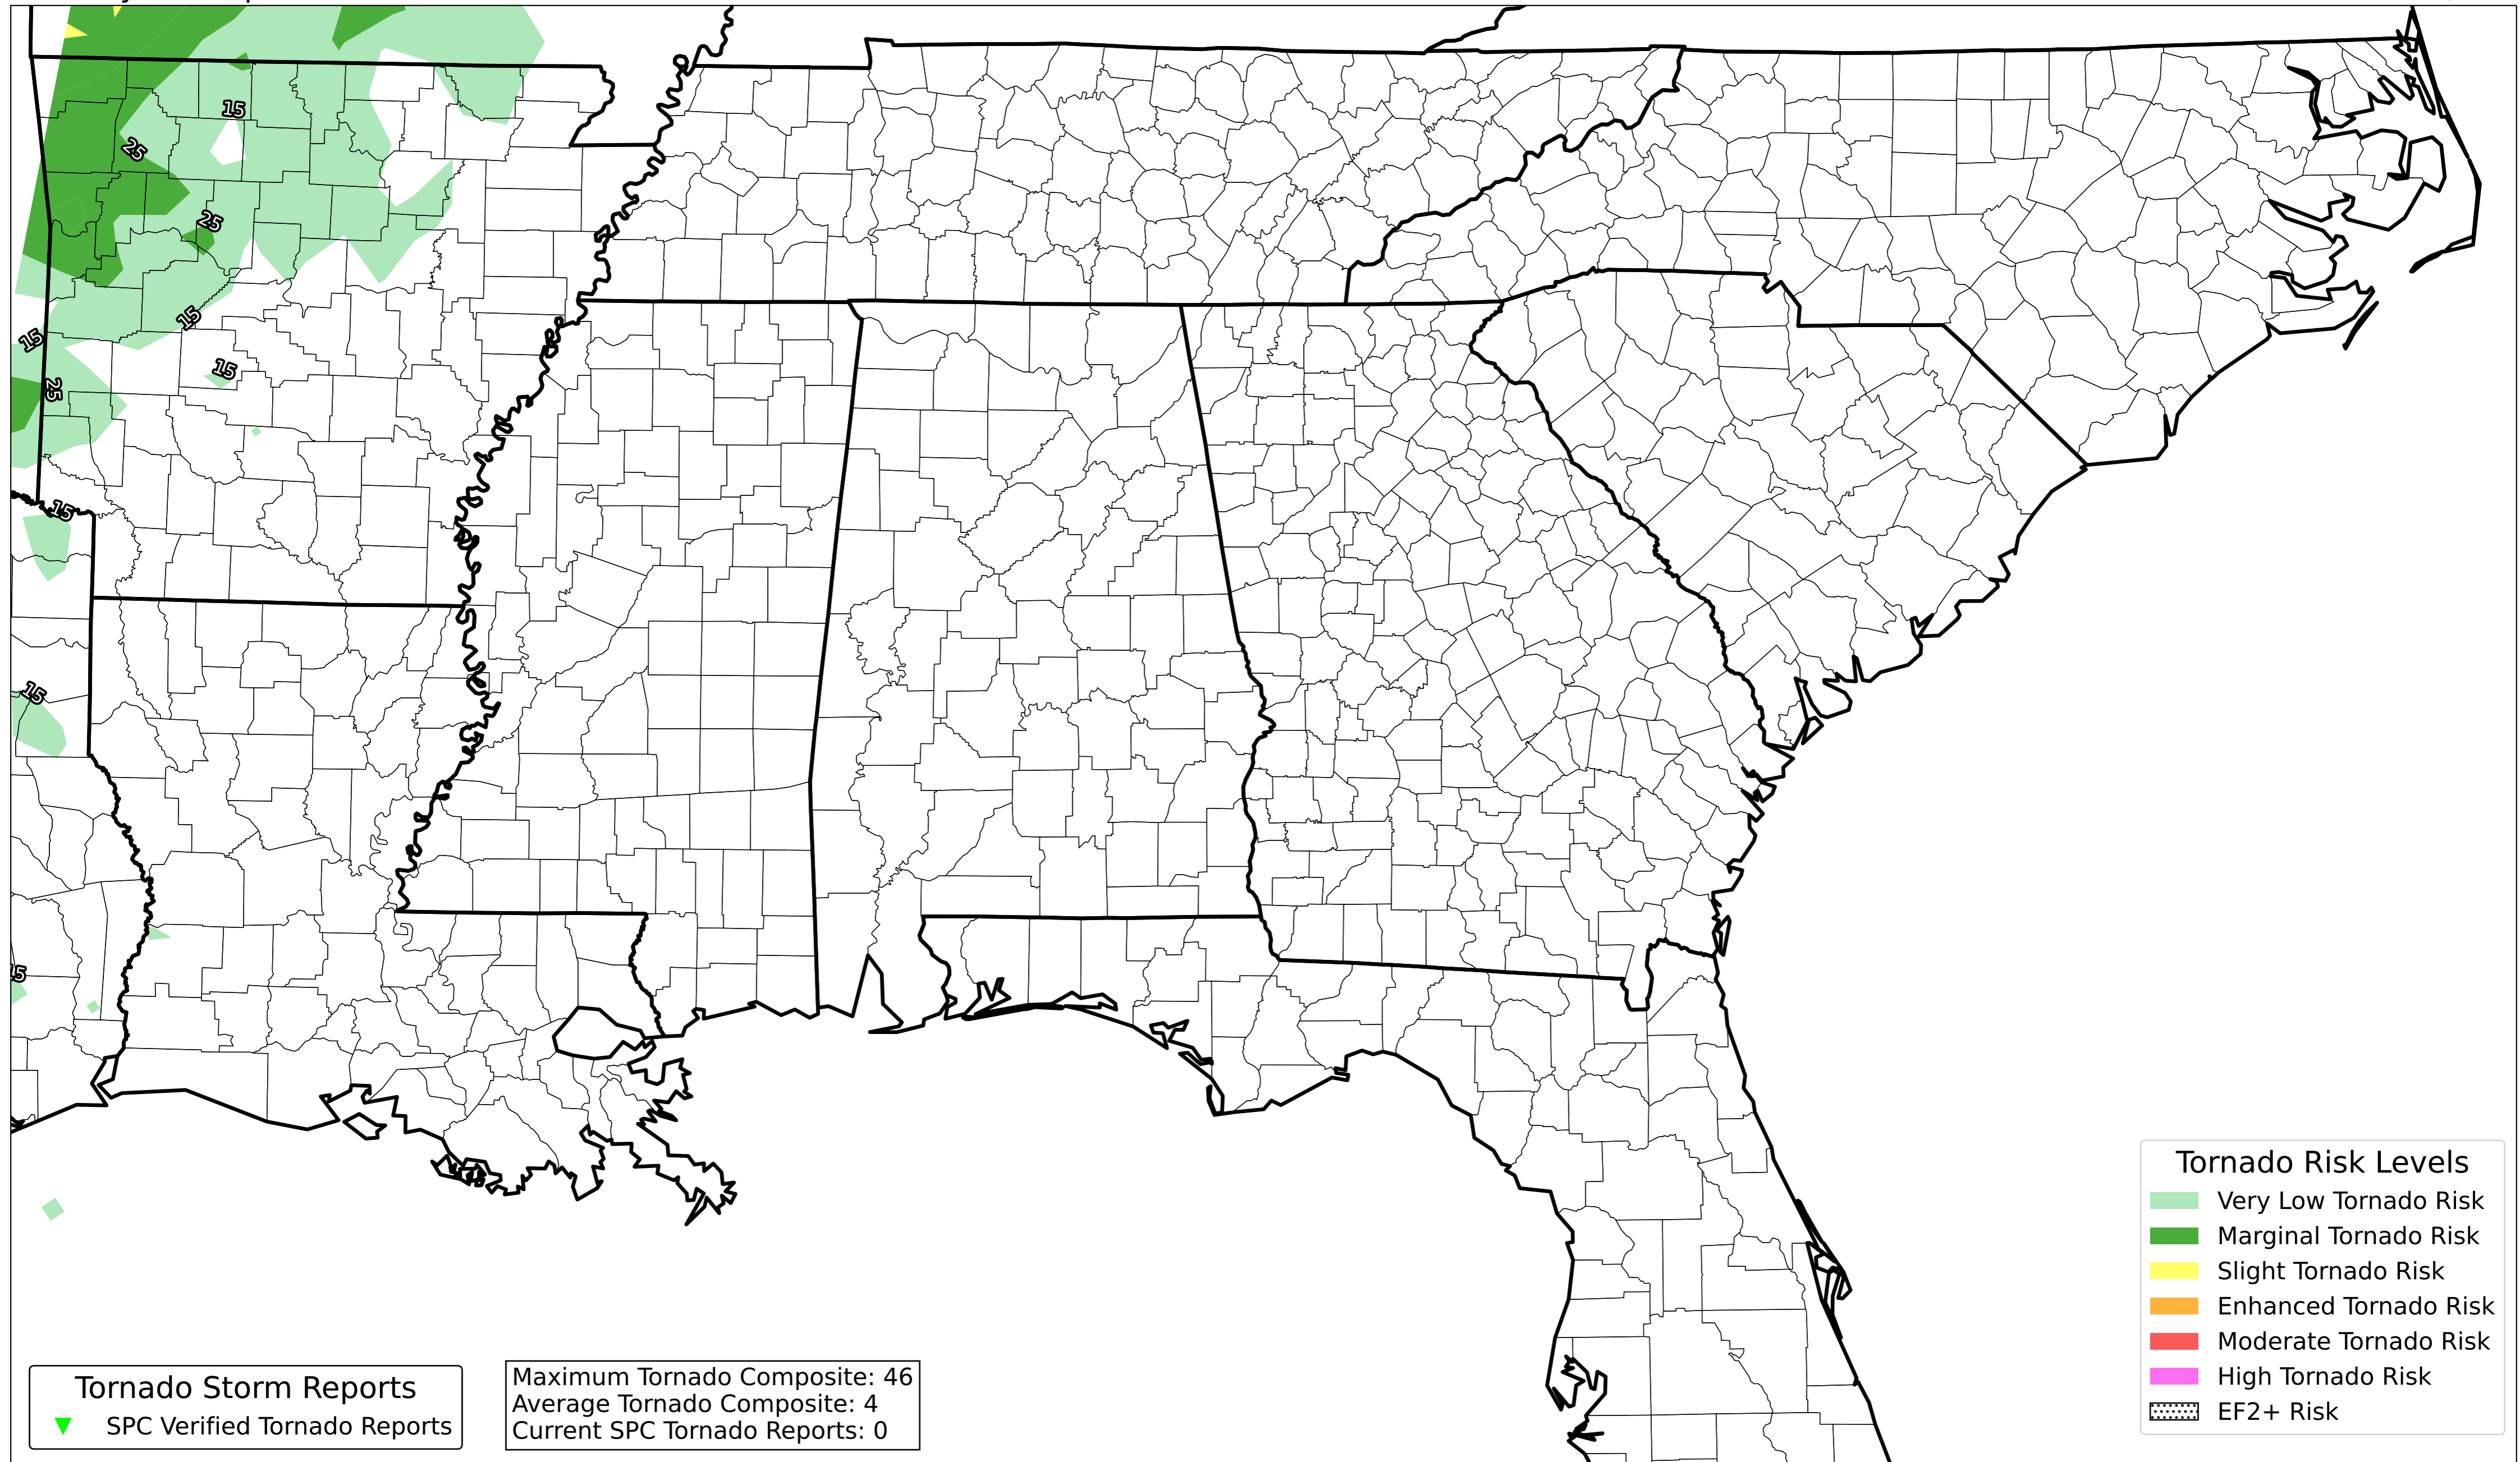 15
25
25
15
15
15
25
15
15
15
Tornado Risk Levels
Very Low Tornado Risk
Marginal Tornado Risk
Slight Tornado Risk
Enhanced Tornado Risk
Moderate Tornado Risk
High Tornado Risk
EF2+ Risk
Tornado Storm Reports
SPC Verified Tornado Reports
Maximum Tornado Composite: 46
Average Tornado Composite: 4
Current SPC Tornado Reports: 0